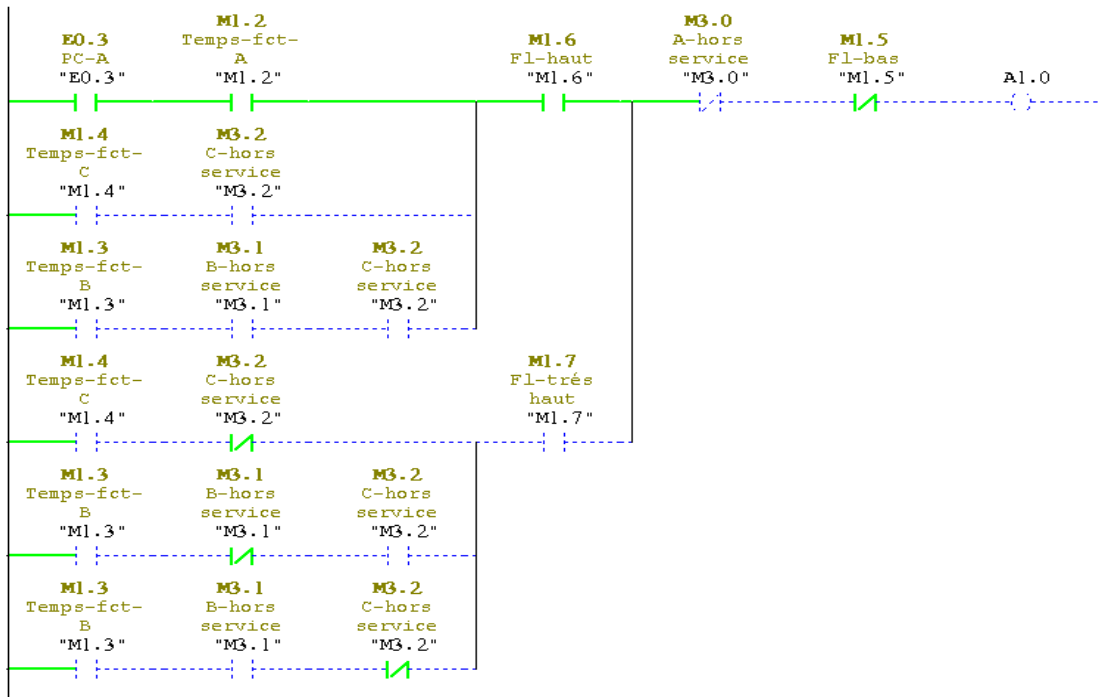 E0.3
PC-A
"E0.3"
M1.2
Temps-fct-
A
"M1.2"
M1.6
Fl-haut
"M1.6"
M3.0
A-hors
service
"M3.0"
M1.5
Fl-bas
"M1.5"
A1.0
M1.4
Temps-fct-
C
"M1.4"
M3.2
C-hors
service
"M3.2"
M1.3
Temps-fct-
B
"M1.3"
M3.1
B-hors
service
"M3.1"
M3.2
C-hors
service
"M3.2"
M1.4
Temps-fct-
C
"M1.4"
M3.2
C-hors
service
"M3.2"
M1.7
Fl-trés
haut
"M1.7"
M1.3
Temps-fct-
B
"M1.3"
M3.1
B-hors
service
"M3.1"
M3.2
C-hors
service
"M3.2"
M1.3
Temps-fct-
B
"M1.3"
M3.1
B-hors
service
"M3.1"
M3.2
C-hors
service
"M3.2"